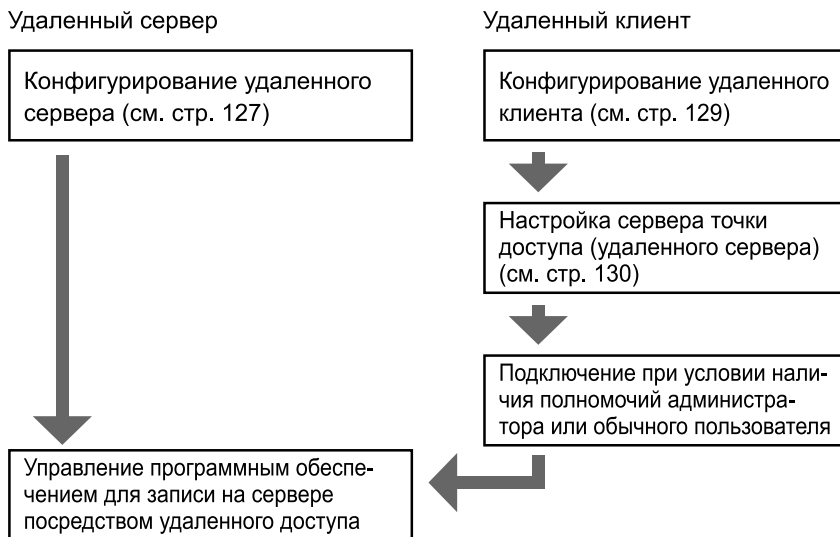 Удаленный сервер
Конфигурирование удаленного
сервера (см. стр. 127)
Удаленный клиент
Конфигурирование удаленного
клиента (см. стр. 129)
Настройка сервера точки
доступа (удаленного сервера)
(см. стр. 130)
Подключение при условии нали-
чия полномочий администра-
тора или обычного пользователя
Управление программным обеспе-
чением для записи на сервере
посредством удаленного доступа